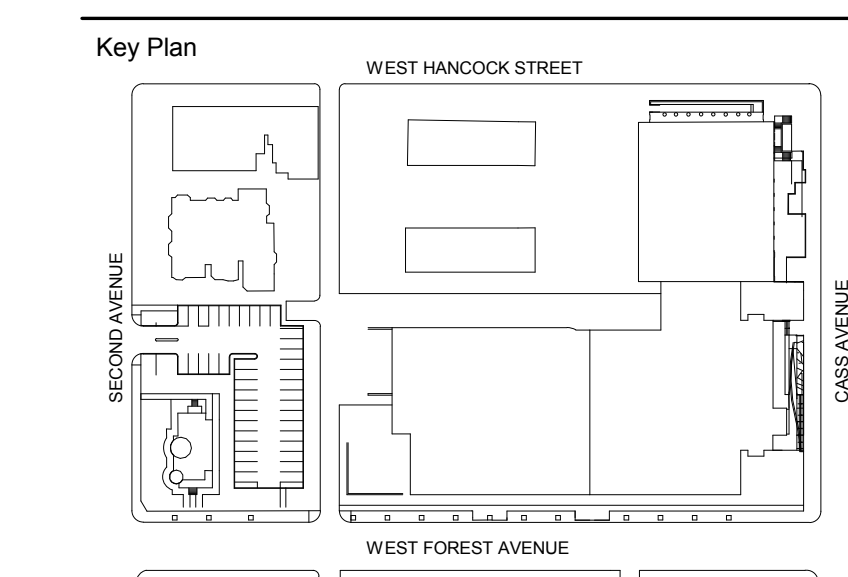 Key Plan
WEST HANCOCK STREET
SECOND AVENUE
CASS AVENUE
WEST FOREST AVENUE